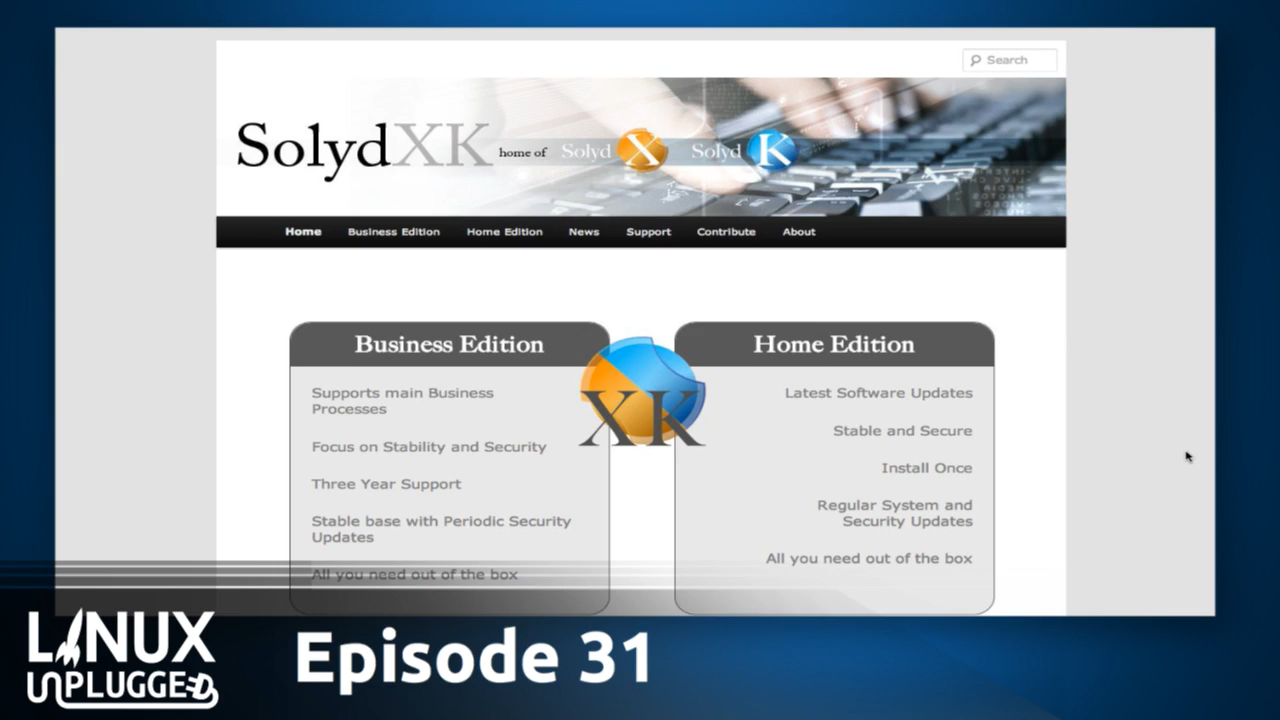 Search
SolydXK home of Solyd X Solyd K
Home Business Edition Home Edition News Support Contribute About
Business Edition
Supports main Business
Processes
Focus on Stability and Security
Three Year Support
Stable base with Periodic Security
Updates
All you need out of the box
XK
Home Edition
Latest Software Updates
Stable and Secure
Install Once
Regular System and
Security Updates
All you need out of the box
LINUX
UNPLUGGED
Episode 31